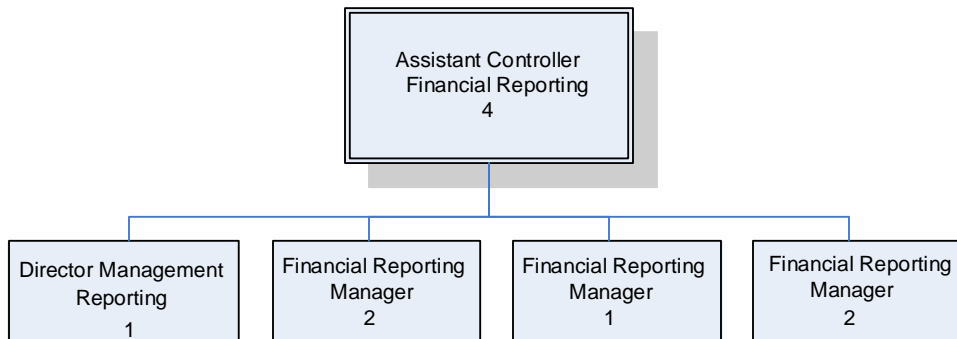 Assistant Controller
Financial Reporting
4
Director Management
Reporting
1
Financial Reporting
Manager
2
Financial Reporting
Manager
1
Financial Reporting
Manager
2